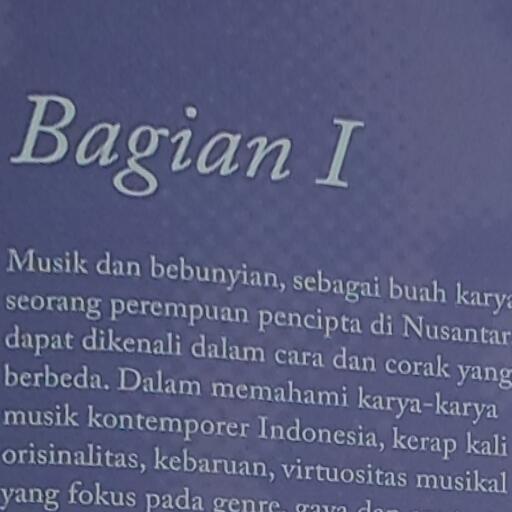 Bagian I
Musik dan bebunyian, sebagai buah karya
seorang perempuan pencipta di Nusantar
dapat dikenali dalam cara dan corak yang
berbeda. Dalam memahami karya-karya
musik kontemporer Indonesia, kerap kali
orisinalitas, kebaruan, virtuositas musikal
yang fokus pada genre, gaya dan